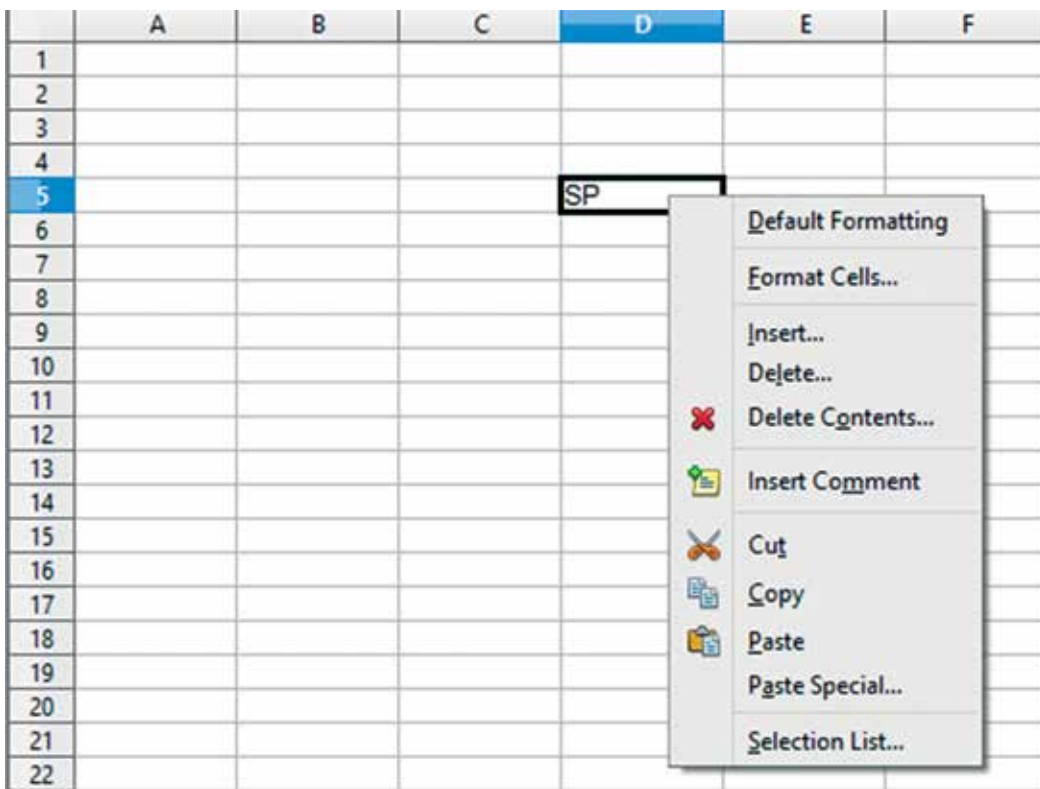 A B C D E F
1
2
3
4
5 SP
6 Default Formatting
7
8 Format Cells...
9 Insert...
10 Delete...
11
12 Delete Contents...
13 Insert Comment
14
15 Cut
16
17 Copy
18 Paste
19 Paste Special...
20
21 Selection List...
22